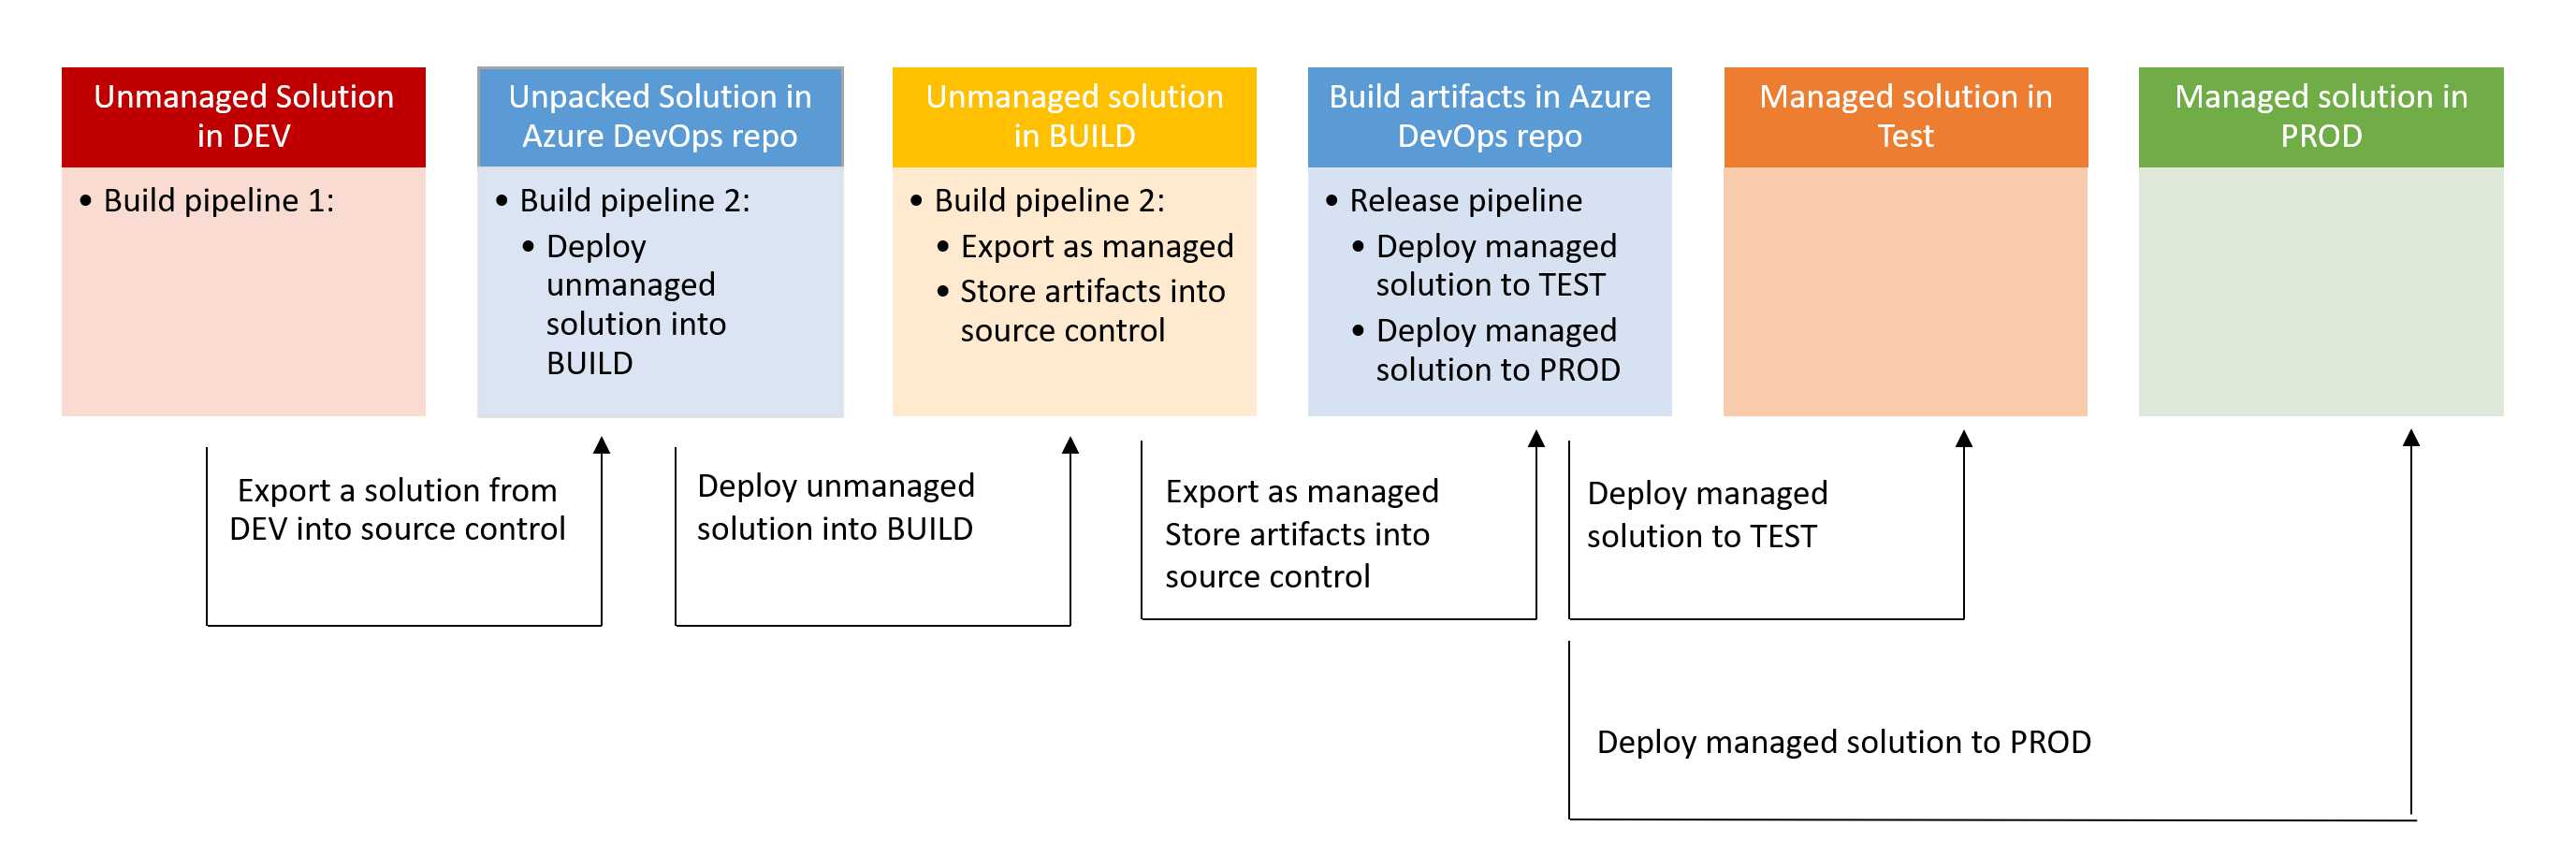 Unmanaged Solution
in DEV
• Build pipeline 1:
Unpacked Solution in
Azure DevOps repo
• Build pipeline 2:
• Deploy
unmanaged
solution into
BUILD
Unmanaged solution
in BUILD
• Build pipeline 2:
• Export as managed
• Store artifacts into
source control
Build artifacts in Azure
DevOps repo
• Release pipeline
• Deploy managed
solution to TEST
• Deploy managed
solution to PROD
Managed solution in
Test
Managed solution in
PROD
Export a solution from
DEV into source control
Deploy unmanaged
solution into BUILD
Export as managed
Store artifacts into
source control
Deploy managed
solution to TEST
Deploy managed solution to PROD